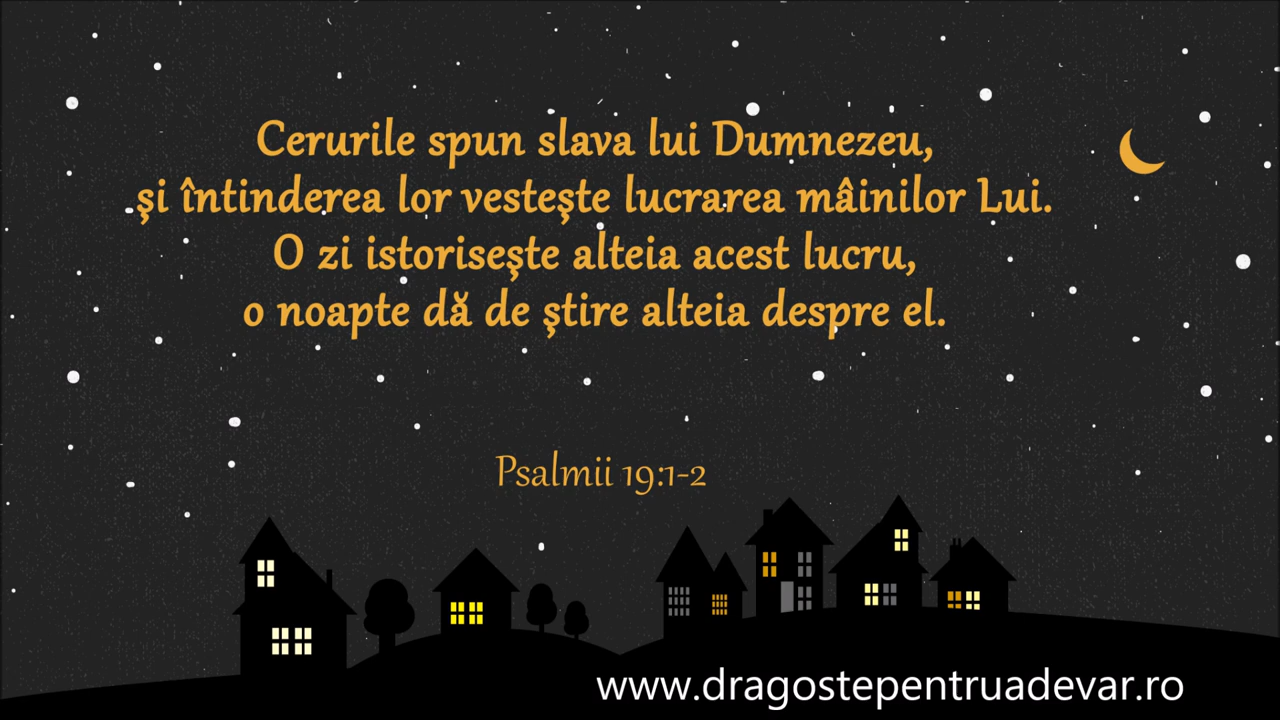 Cerurile spun slava lui Dumnezeu,
şi întinderea lor vesteşte lucrarea mâinilor Lui.
O zi istoriseşte alteia acest lucru,
o noapte dă de ştire alteia despre el.
Psalmii 19:1-2
www.dragostepentruadevar.ro